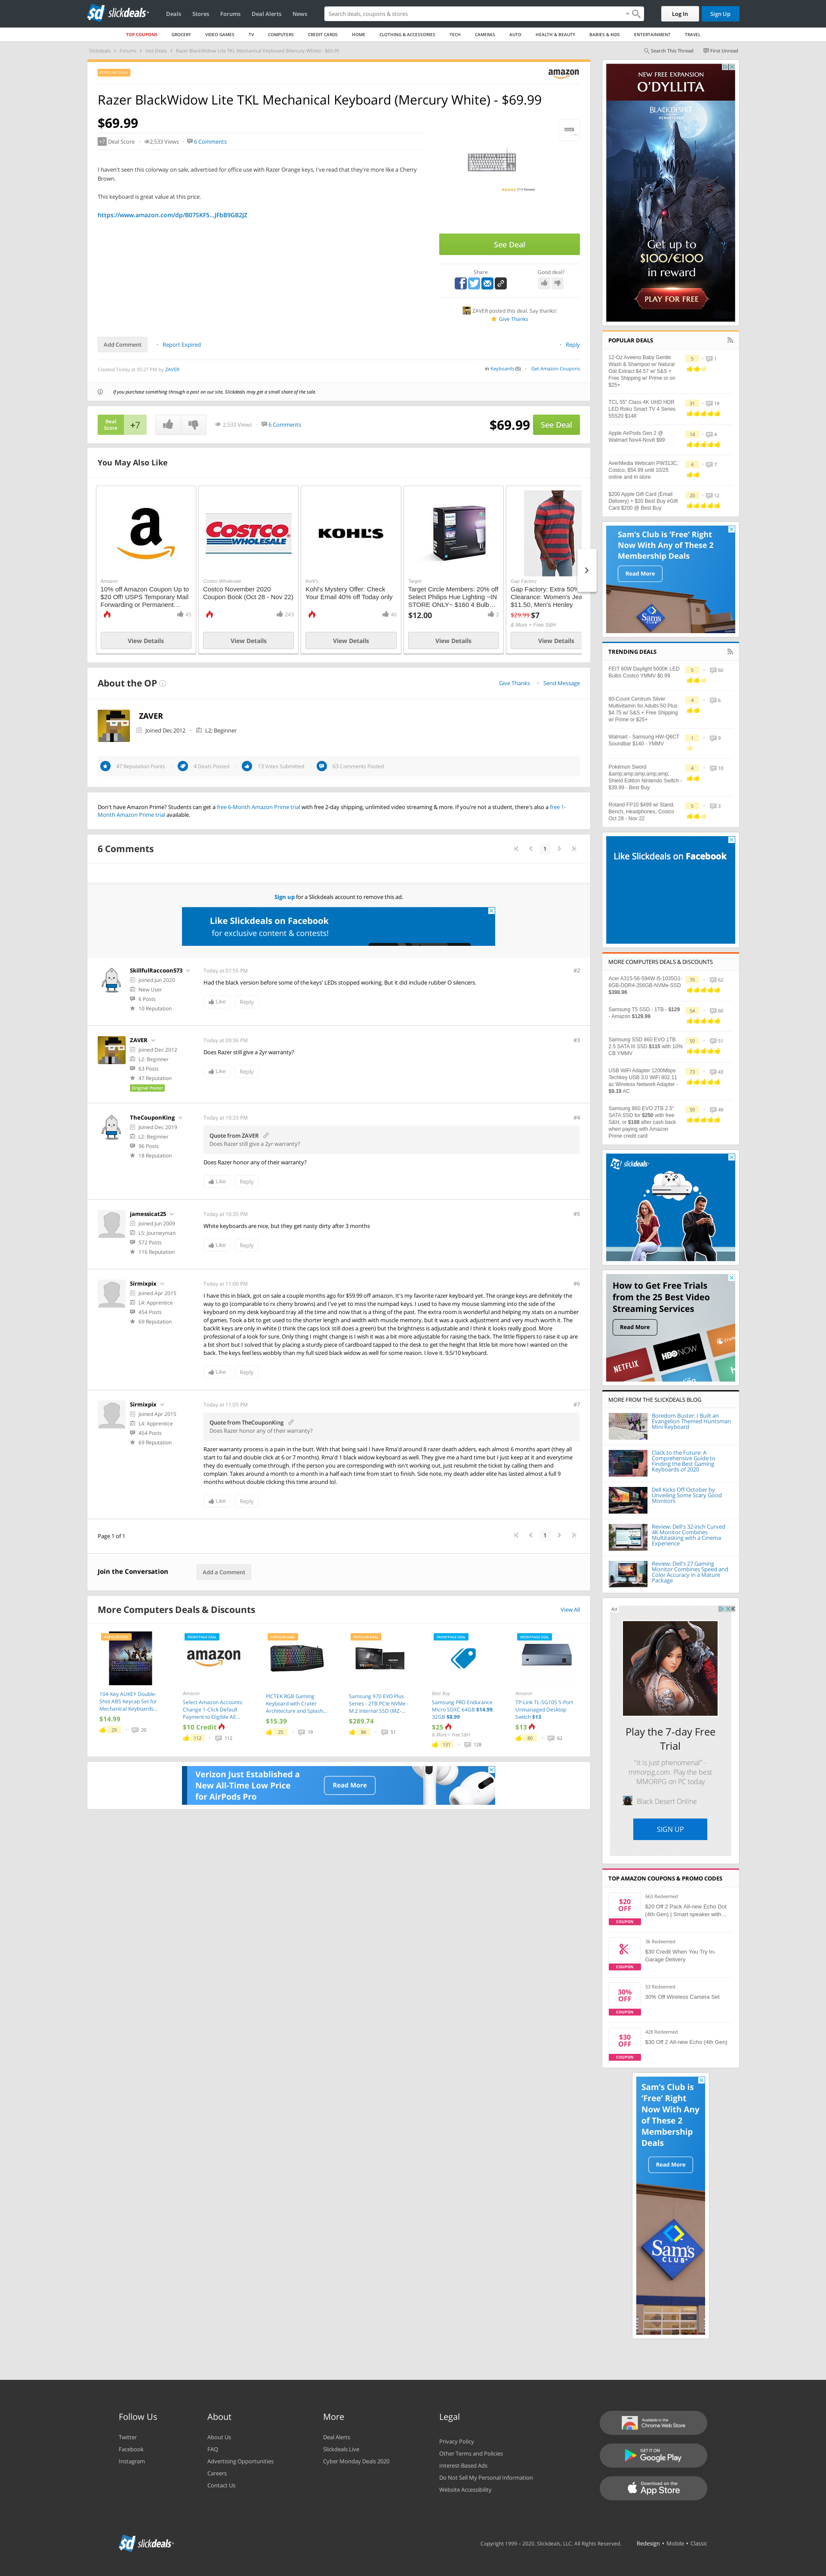 slickdeals
Deals
Stores
Forums
Deal Alerts
News
Search deals, coupons & stores
Log In
Sign Up
TOP COUPONS
GROCERY
VIDEO GAMES
TV
COMPUTERS
CREDIT CARDS
HOME
CLOTHING & ACCESSORIES
TECH
CAMERAS
AUTO
HEALTH & BEAUTY
BABIES & KIDS
ENTERTAINMENT
TRAVEL
Slickdeals > Forums > Hot Deals > Razer BlackWidow Lite TKL Mechanical Keyboard (Mercury White) - $69.99
Search This Thread
First Unread
POPULAR DEAL
amazon
Razer BlackWidow Lite TKL Mechanical Keyboard (Mercury White) - $69.99
$69.99
+7 Deal Score
2,533 Views
6 Comments
I haven't seen this colorway on sale, advertised for office use with Razer Orange keys, I've read that they're more like a Cherry
Brown.
This keyboard is great value at this price.
https://www.amazon.com/dp/B07SKF5...JFbB9GB2JZ
See Deal
Share
Good deal?
ZAVER posted this deal. Say thanks!
Give Thanks
Add Comment
Report Expired
Reply
Created Today at 05:27 PM by ZAVER
in Keyboards (5)
Get Amazon Coupons
If you purchase something through a post on our site, Slickdeals may get a small share of the sale.
Deal
Score
+7
2,533 Views
6 Comments
$69.99
See Deal
You May Also Like
COSTCO
WHOLESALE
KOHL'S
Amazon
10% off Amazon Coupon Up to
$20 Off! USPS Temporary Mail
Forwarding or Permanent...
45
View Details
Costco Wholesale
Costco November 2020
Coupon Book (Oct 28 - Nov 22)
243
View Details
Kohl's
Kohl's Mystery Offer: Check
Your Email 40% off Today only
40
View Details
Target
Target Circle Members: 20% off
Select Philips Hue Lighting ~IN
STORE ONLY~ $160 4 Bulb...
$12.00
2
View Details
Gap Factory
Gap Factory: Extra 50%
Clearance: Women's Jea
$11.50, Men's Henley
$29.99 $7
& More + Free S&H
View Details
About the OP
Give Thanks
Send Message
ZAVER
Joined Dec 2012
L2: Beginner
47 Reputation Points
4 Deals Posted
13 Votes Submitted
63 Comments Posted
Don't have Amazon Prime? Students can get a free 6-Month Amazon Prime trial with free 2-day shipping, unlimited video streaming & more. If you're not a student, there's also a free 1-
Month Amazon Prime trial available.
6 Comments
1
Sign up for a Slickdeals account to remove this ad.
Like Slickdeals on Facebook
for exclusive content & contests!
SkillfulRaccoon573
Joined Jun 2020
New User
6 Posts
10 Reputation
Today at 07:55 PM
#2
Had the black version before some of the keys' LEDs stopped working. But it did include rubber O silencers.
Like
Reply
ZAVER
Joined Dec 2012
L2: Beginner
63 Posts
47 Reputation
Original Poster
Today at 09:36 PM
#3
Does Razer still give a 2yr warranty?
Like
Reply
TheCouponKing
Joined Dec 2019
L2: Beginner
96 Posts
18 Reputation
Today at 10:33 PM
#4
Quote from ZAVER
Does Razer still give a 2yr warranty?
Does Razer honor any of their warranty?
Like
Reply
jamessicat25
Joined Jun 2009
L5: Journeyman
572 Posts
116 Reputation
Today at 10:35 PM
#5
White keyboards are nice, but they get nasty dirty after 3 months
Like
Reply
Sirmixpix
Joined Apr 2015
L4: Apprentice
454 Posts
69 Reputation
Today at 11:00 PM
#6
I have this in black, got on sale a couple months ago for $59.99 off amazon. It's my favorite razer keyboard yet. The orange keys are definitely the
way to go (comparable to rx cherry browns) and I've yet to miss the numpad keys. I used to have my mouse slamming into the side of the
keyboard on my desk keyboard tray all the time with full size keyboards but now that is a thing of the past. The extra room is wonderful and helping my stats on a number
of games. Took a bit to get used to the shorter length and width with muscle memory, but it was a quick adjustment and very much worth it. The
backlit keys are only in white (tink the caps lock key stays green) but the brightness is adjustable and I think it looks really good. More
professional of a look for sure. Only thing I might change is I wish it was a bit more adjustable for raising the back. The little flippers to raise it up are a
bit short but I solved that by placing a sturdy piece of cardboard tapped to the desk to get the height that little bit more how I wanted on the
back. The keys feel less wobbly than my full sized black widow as well for some reason. I love it. 9.5/10 keyboard.
Like
Reply
Sirmixpix
Joined Apr 2015
L4: Apprentice
454 Posts
69 Reputation
Today at 11:05 PM
#7
Quote from TheCouponKing
Does Razer honor any of their warranty?
Razer warranty process is a pain in the butt. With that being said I have Rma'd around 8 razer death adders, each almost 6 months apart (they all
start to fail and double click at 6 or 7 months). Rma'd 1 black widow keyboard as well. They give me a hard time but I just keep at it and everytime
they do eventually come through. If the person you are corresponding with isn't working out, demand another contact by calling them and
complain. Takes around a month to a month in a half each time from start to finish. Side note, my death adder elite has lasted almost a full 9
months without double clicking this time around lol.
Like
Reply
Page 1 of 1
1
Join the Conversation
Add a Comment
More Computers Deals & Discounts
View All
POPULAR DEAL
104-Key AUKEY Double-
Shot ABS Keycap Set for
Mechanical Keyboards...
$14.99
29
20
FRONTPAGE DEAL
amazon
Amazon
Select Amazon Accounts:
Change 1-Click Default
Payment to Eligible AE...
$10 Credit
112
112
POPULAR DEAL
PICTEK RGB Gaming
Keyboard with Crater
Architecture and Splash...
$15.39
25
19
POPULAR DEAL
Samsung 970 EVO Plus
Series - 2TB PCIe NVMe -
M.2 Internal SSD (MZ-...
$289.74
86
51
FRONTPAGE DEAL
Best Buy
Samsung PRO Endurance
Micro SDXC 64GB $14.99,
32GB $8.99
$25
& More + Free S&H
131
128
FRONTPAGE DEAL
Amazon
TP-Link TL-SG105 5-Port
Unmanaged Desktop
Switch $13
$13
80
62
Verizon Just Established a
New All-Time Low Price
for AirPods Pro
Read More
NEW FREE EXPANSION
O'DYLLITA
BLACK DESERT
Get up to
$100/€100
in reward
PLAY FOR FREE
POPULAR DEALS
12-Oz Aveeno Baby Gentle
Wash & Shampoo w/ Natural
Oat Extract $4.57 w/ S&S +
Free Shipping w/ Prime or on
$25+
5
1
TCL 55" Class 4K UHD HDR
LED Roku Smart TV 4 Series
55S20 $148
31
19
Apple AirPods Gen 2 @
Walmart Nov4-Nov8 $99
14
4
AverMedia Webcam PW313C,
Costco, $54.99 until 10/25
online and in store
4
7
$200 Apple Gift Card (Email
Delivery) + $20 Best Buy eGift
Card $200 @ Best Buy
20
12
Sam's Club is 'Free' Right
Now With Any of These 2
Membership Deals
Read More
TRENDING DEALS
FEIT 60W Daylight 5000K LED
Bulbs Costco YMMV $0.99
5
60
80-Count Centrum Silver
Multivitamin for Adults 50 Plus
$4.75 w/ S&S + Free Shipping
w/ Prime or $25+
4
6
Walmart - Samsung HW-Q6CT
Soundbar $140 - YMMV
1
9
Pokémon Sword
&amp;amp;amp;amp;amp;
Shield Edition Nintendo Switch -
$39.99 - Best Buy
4
10
Roland FP10 $499 w/ Stand,
Bench, Headphones, Costco
Oct 28 - Nov 22
5
3
Like Slickdeals on Facebook
MORE COMPUTERS DEALS & DISCOUNTS
Acer A315-56-594W i5-1035G1-
8GB-DDR4-256GB-NVMe-SSD
$398.96
70
62
Samsung T5 SSD - 1TB - $129
- Amazon $129.99
54
60
Samsung SSD 860 EVO 1TB
2.5 SATA III SSD $115 with 10%
CB YMMV
50
51
USB WiFi Adapter 1200Mbps
Techkey USB 3.0 WiFi 802.11
ac Wireless Network Adapter -
$9.19 AC
73
43
Samsung 860 EVO 2TB 2.5"
SATA SSD for $250 with free
S&H, or $188 after cash back
when paying with Amazon
Prime credit card
50
49
slickdeals
How to Get Free Trials
from the 25 Best Video
Streaming Services
Read More
NETFLIX
HBO NOW
MORE FROM THE SLICKDEALS BLOG
Boredom Buster: I Built an
Evangelion Themed Huntsman
Mini Keyboard
Clack to the Future: A
Comprehensive Guide to
Finding the Best Gaming
Keyboards of 2020
Dell Kicks Off October by
Unveiling Some Scary Good
Monitors
Review: Dell's 32-inch Curved
4K Monitor Combines
Multitasking with a Cinema
Experience
Review: Dell's 27 Gaming
Monitor Combines Speed and
Color Accuracy in a Mature
Package
Ad
Play the 7-day Free
Trial
"It is just phenomenal" -
mmorpg.com. Play the best
MMORPG on PC today
Black Desert Online
SIGN UP
TOP AMAZON COUPONS & PROMO CODES
$20
OFF
COUPON
663 Redeemed
$20 Off 2 Pack All-new Echo Dot
(4th Gen) | Smart speaker with...
COUPON
3k Redeemed
$30 Credit When You Try In-
Garage Delivery
30%
OFF
COUPON
53 Redeemed
30% Off Wireless Camera Set
$30
OFF
COUPON
428 Redeemed
$30 Off 2 All-new Echo (4th Gen)
Sam's Club is
'Free' Right
Now With Any
of These 2
Membership
Deals
Read More
Sam's
CLUB
Follow Us
Twitter
Facebook
Instagram
About
About Us
FAQ
Advertising Opportunities
Careers
Contact Us
More
Deal Alerts
Slickdeals Live
Cyber Monday Deals 2020
Legal
Privacy Policy
Other Terms and Policies
Interest-Based Ads
Do Not Sell My Personal Information
Website Accessibility
Available in the
Chrome Web Store
GET IT ON
Google Play
Download on the
App Store
slickdeals
Copyright 1999 - 2020. Slickdeals, LLC. All Rights Reserved.
Redesign • Mobile • Classic